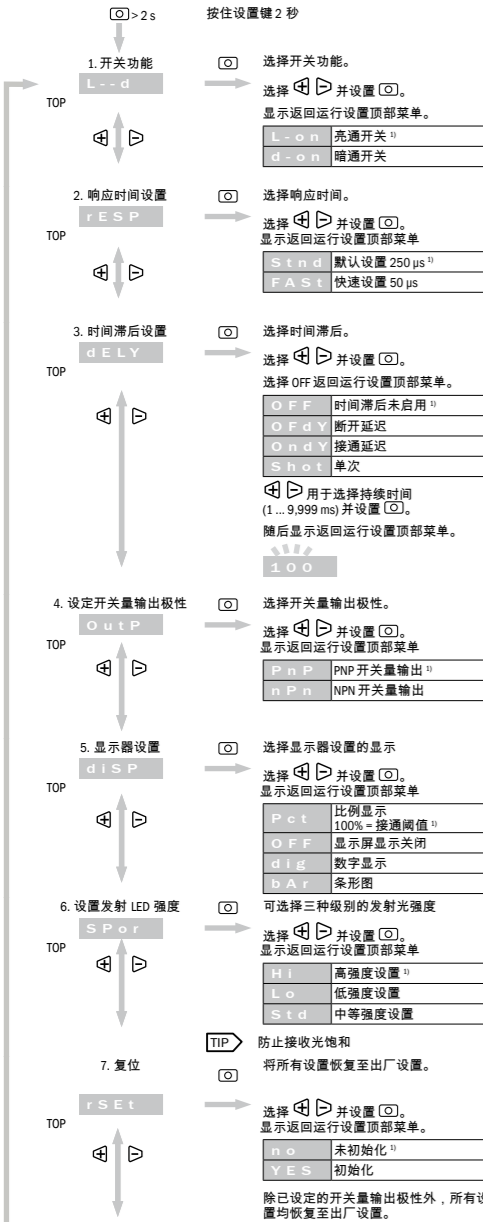 > 2 s 按住设置键 2 秒
1. 开关功能
L--d
TOP
选择开关功能。
选择 并设置 。
显示返回运行设置顶部菜单。
L-on 亮通开关 1)
d-on 暗通开关
2. 响应时间设置
rESP
TOP
选择响应时间。
选择 并设置 。
显示返回运行设置顶部菜单
Stnd 默认设置 250 µs 1)
FASt 快速设置 50 µs
3. 时间滞后设置
dELY
TOP
选择时间滞后。
选择 并设置 。
选择 OFF 返回运行设置顶部菜单。
OFF 时间滞后未启用 1)
OFdY 断开延迟
OndY 接通延迟
Shot 单次
用于选择持续时间
(1 ... 9,999 ms) 并设置 。
随后显示返回运行设置顶部菜单。
100
4. 设定开关量输出极性
OutP
TOP
选择开关量输出极性。
选择 并设置 。
显示返回运行设置顶部菜单
PnP PNP 开关量输出 1)
nPn NPN 开关量输出
5. 显示器设置
diSP
TOP
选择显示器设置的显示
选择 并设置 。
显示返回运行设置顶部菜单
Pct 比例显示
100% = 接通阈值 1)
OFF 显示屏显示关闭
dig 数字显示
bAr 条形图
6. 设置发射 LED 强度
SPor
TOP
可选择三种级别的发射光强度
选择 并设置 。
显示返回运行设置顶部菜单
Hi 高强度设置 1)
Lo 低强度设置
Std 中等强度设置
TIP 防止接收光饱和
7. 复位
rSEt
TOP
将所有设置恢复至出厂设置。
选择 并设置 。
显示返回运行设置顶部菜单。
no 未初始化 1)
YES 初始化
除已设定的开关量输出极性外，所有设
置均恢复至出厂设置。